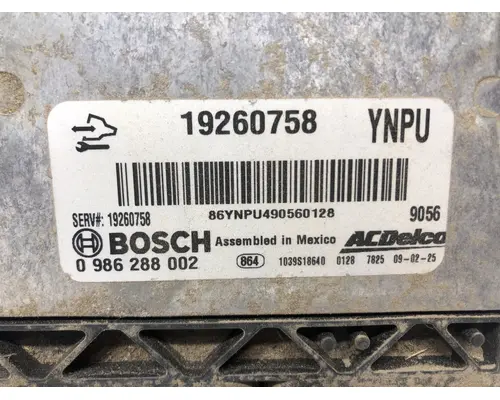 19260758 YNPU
86YNPU490560128
SERV#: 19260758 9056
BOSCH Assembled in Mexico ACDelco
0 986 288 002 864 1039S18640 0128 7825 09-02-25